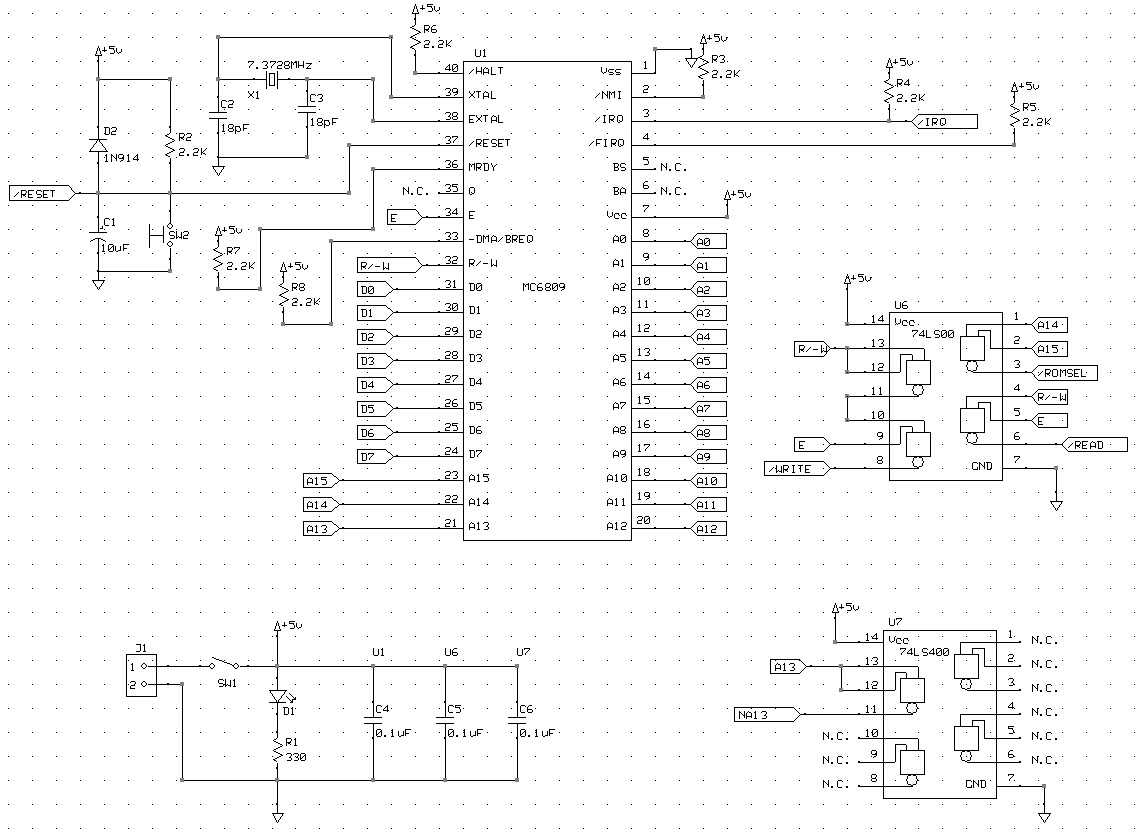 +5v
R6
2.2K
+5v
7.3728MHz
X1
C2
18pF
C3
18pF
D2
1N914
R2
2.2K
/RESET
C1
10uF
SW2
+5v
R7
2.2K
+5v
R8
2.2K
U1
MC6809
40 /HALT
39 XTAL
38 EXTAL
37 /RESET
36 MRDY
N.C. 35 Q
E 34 E
33 -DMA/BREQ
R/-W 32 R/-W
D0 31 D0
D1 30 D1
D2 29 D2
D3 28 D3
D4 27 D4
D5 26 D5
D6 25 D6
D7 24 D7
A15 23 A15
A14 22 A14
A13 21 A13
Vss 1
/NMI 2
/IRQ 3
/FIRQ 4
BS 5 N.C.
BA 6 N.C.
Vcc 7
A0 8 A0
A1 9 A1
A2 10 A2
A3 11 A3
A4 12 A4
A5 13 A5
A6 14 A6
A7 15 A7
A8 16 A8
A9 17 A9
A10 18 A10
A11 19 A11
A12 20 A12
+5v
R3
2.2K
+5v
+5v
R4
2.2K
/IRQ
+5v
R5
2.2K
+5v
U6
14 Vcc
74LS00
R/-W 13
12
11
10
E 9
/WRITE 8
1 A14
2 A15
3 /ROMSEL
4 R/-W
5 E
6 /READ
GND 7
J1
1
2
SW1
+5v
D1
R1
330
U1
C4
0.1uF
U6
C5
0.1uF
U7
C6
0.1uF
+5v
U7
14 Vcc
74LS400
A13 13
12
NA13 11
N.C. 10
N.C. 9
N.C. 8
1 N.C.
2 N.C.
3 N.C.
4 N.C.
5 N.C.
6 N.C.
GND 7